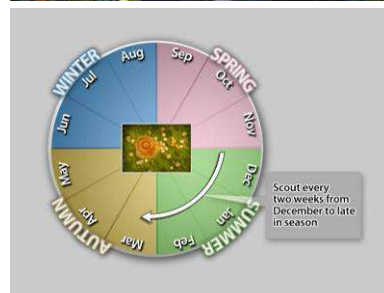 WINTER
SPRING
Jul
Aug
Sep
Oct
Jun
Nov
May
Dec
Apr
Mar
Feb
Jan
AUTUMN
SUMMER
Scout every
two weeks from
December to late
in season